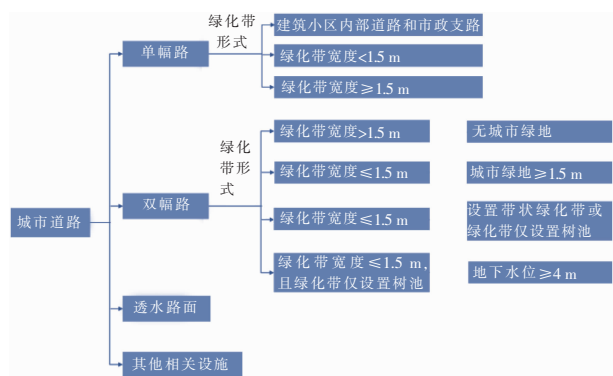 绿化带
形式
建筑小区内部道路和市政支路
单幅路
绿化带宽度<1.5 m
绿化带宽度≥1.5 m
绿化
带形
式
绿化带宽度>1.5 m
无城市绿地
绿化带宽度≤1.5 m
城市绿地≥1.5 m
双幅路
绿化带宽度≤1.5 m
设置带状绿化带或
绿化带仅设置树池
城市道路
绿化带宽度≤1.5 m,
且绿化带仅设置树池
地下水位≥4 m
透水路面
其他相关设施